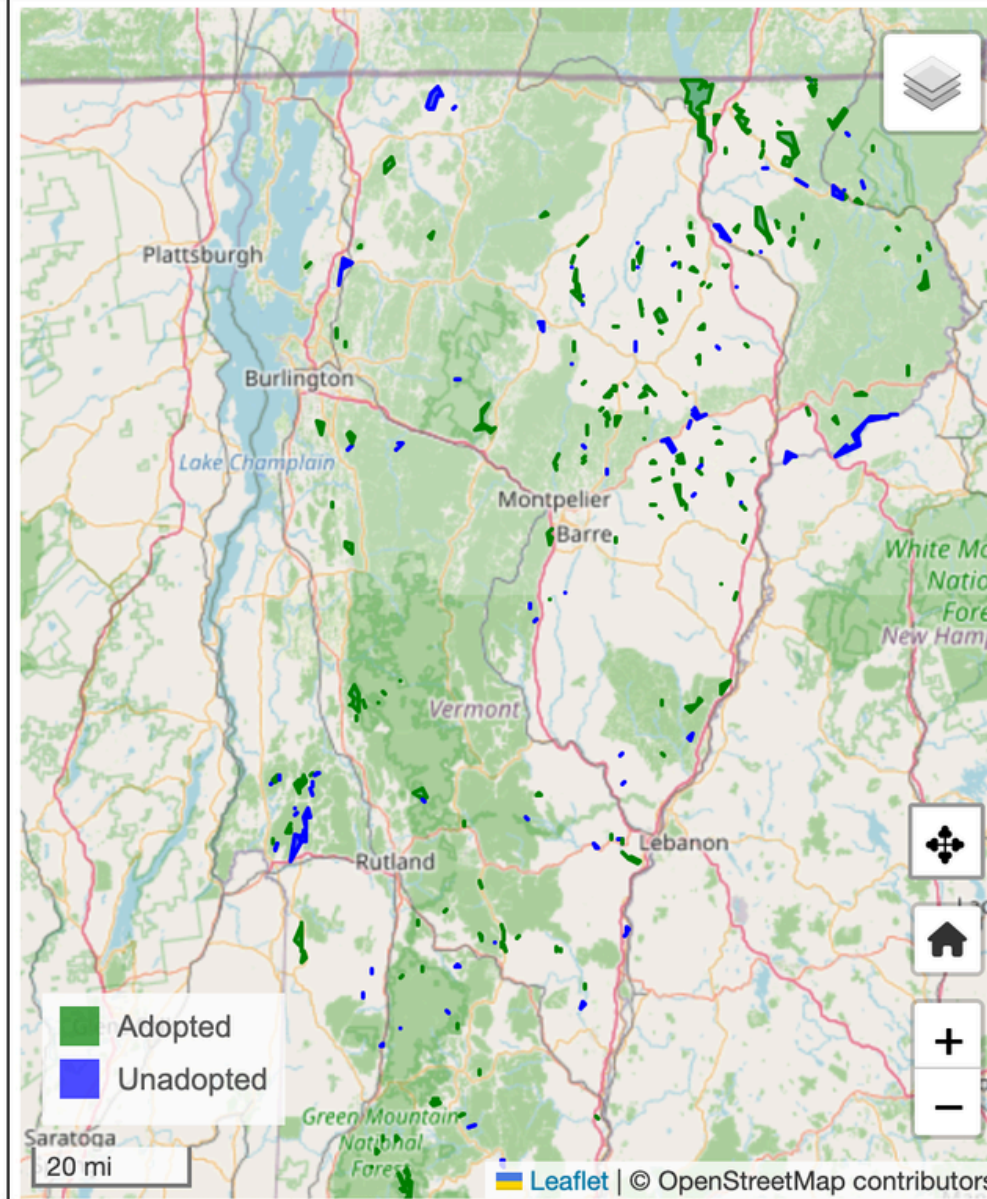 Plattsburgh
Burlington
Lake Champlain
Montpelier
Barre
White Mo
Natio
Fore
New Hamp
Vermont
Lebanon
Rutland
Adopted
Unadopted
Green Mountain
National
Forest
Saratoga
20 mi
+
−
Leaflet | © OpenStreetMap contributors